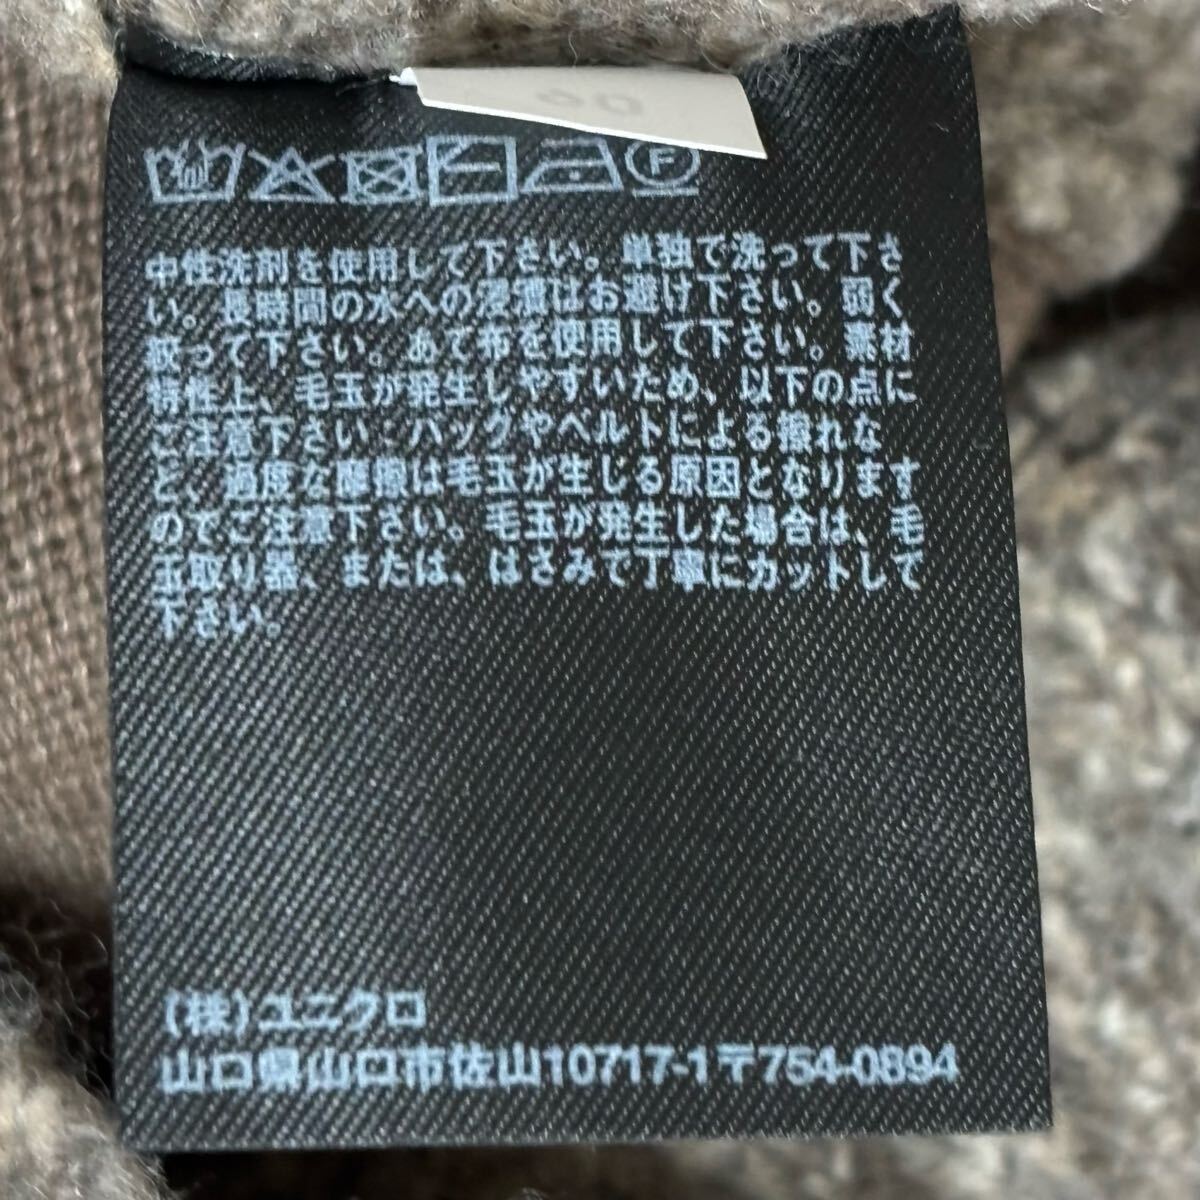 中性洗剤を使用して下さい。単独で洗って下さ
い。長時間の水への浸漬はお避け下さい。弱く
絞って下さい。あて布を使用して下さい。素材
特性上、毛玉が発生しやすいため、以下の点に
ご注意下さい。バッグやベルトによる擦れな
ど、過度な摩擦は毛玉が生じる原因となります
のでご注意下さい。毛玉が発生した場合は、毛
玉取り器、または、はさみで丁寧にカットして
下さい。
(株)ユニクロ
山口県山口市佐山10717-1〒754-0894